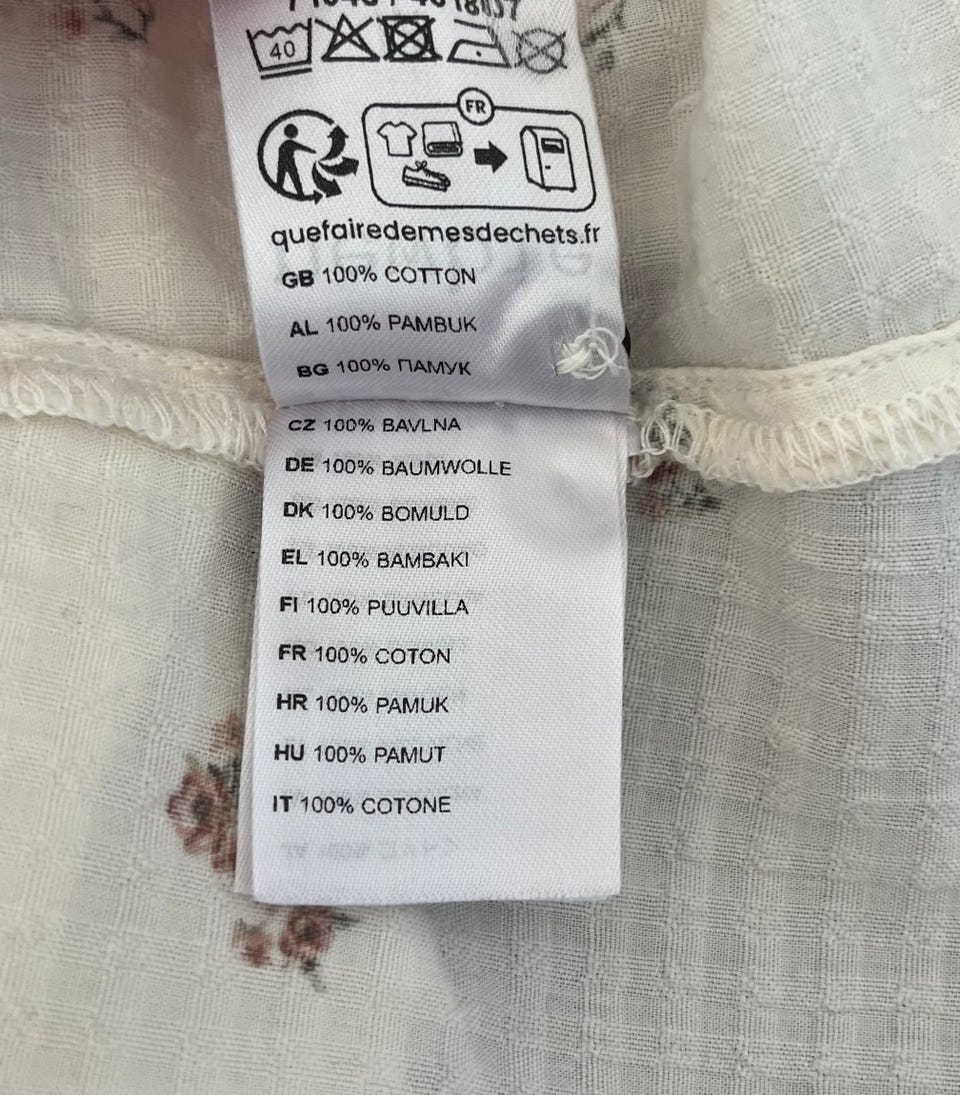 40
FR
quefairedemesdechets.fr
GB 100% COTTON
AL 100% PAMBUK
BG 100% ПАМУК
CZ 100% BAVLNA
DE 100% BAUMWOLLE
DK 100% BOMULD
EL 100% BAMBAKI
FI 100% PUUVILLA
FR 100% COTON
HR 100% PAMUK
HU 100% PAMUT
IT 100% COTONE